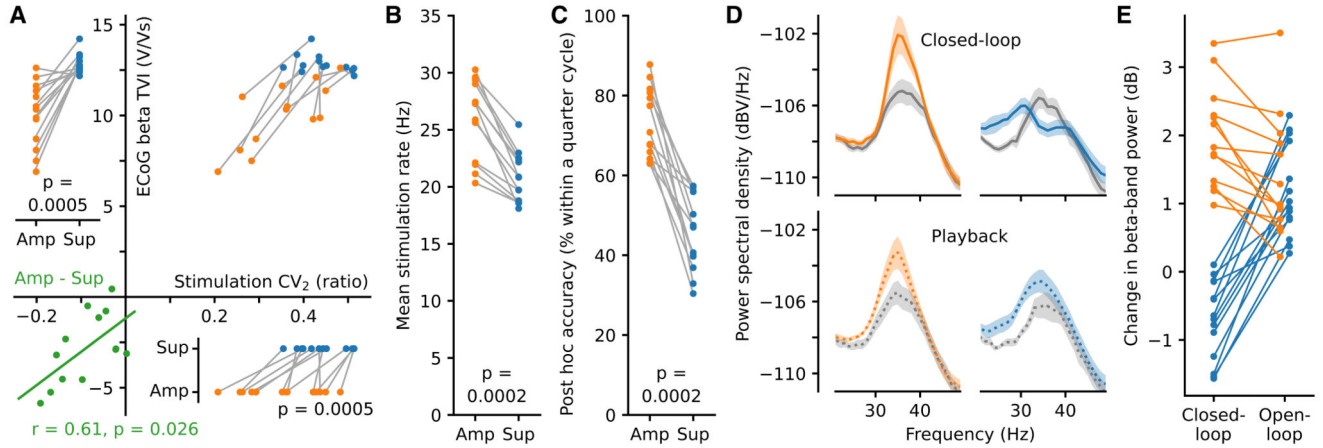 A
15
12.5
10
7.5
5
ECoG beta TVI (V/Vs)
p =
0.0005
Amp Sup
Amp - Sup
Stimulation CV2 (ratio)
−0.2
0.2
0.4
−5
Sup
Amp
p = 0.0005
r = 0.61, p = 0.026
B
Mean stimulation rate (Hz)
35
30
25
20
15
10
5
0
p =
0.0002
Amp Sup
C
Post hoc accuracy (% within a quarter cycle)
100
80
60
40
20
0
p =
0.0002
Amp Sup
D
Power spectral density (dBV/Hz)
Closed-loop
−102
−106
−110
Playback
−102
−106
−110
30
40
30
40
Frequency (Hz)
E
Change in beta-band power (dB)
3
2
1
0
−1
Closed-
loop
Open-
loop